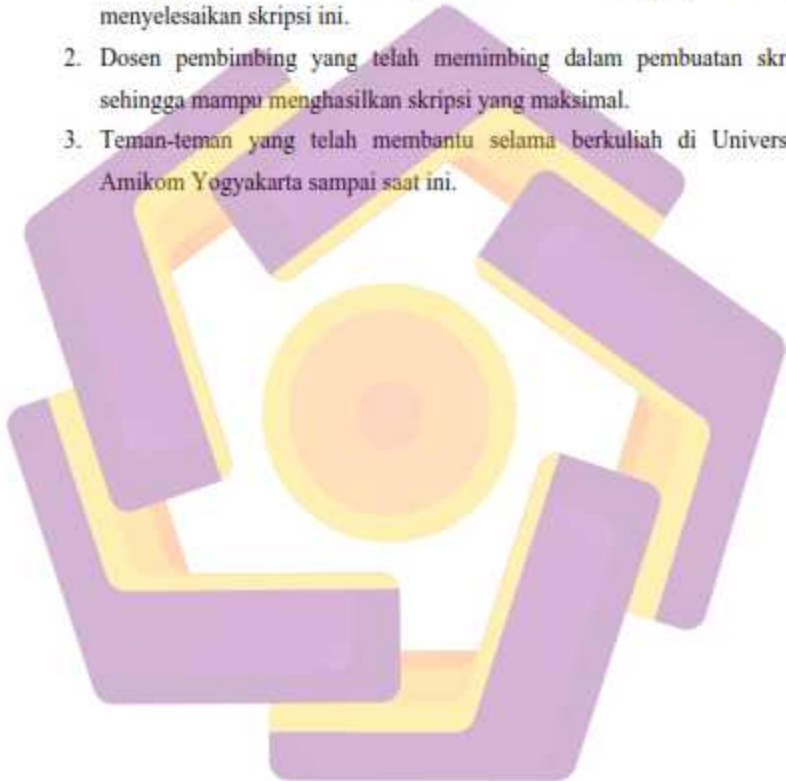 menyelesaikan skripsi ini.
2. Dosen pembimbing yang telah memimbing dalam pembuatan skr
sehingga mampu menghasilkan skripsi yang maksimal.
3. Teman-teman yang telah membantu selama berkuliah di Univers
Amikom Yogyakarta sampai saat ini.